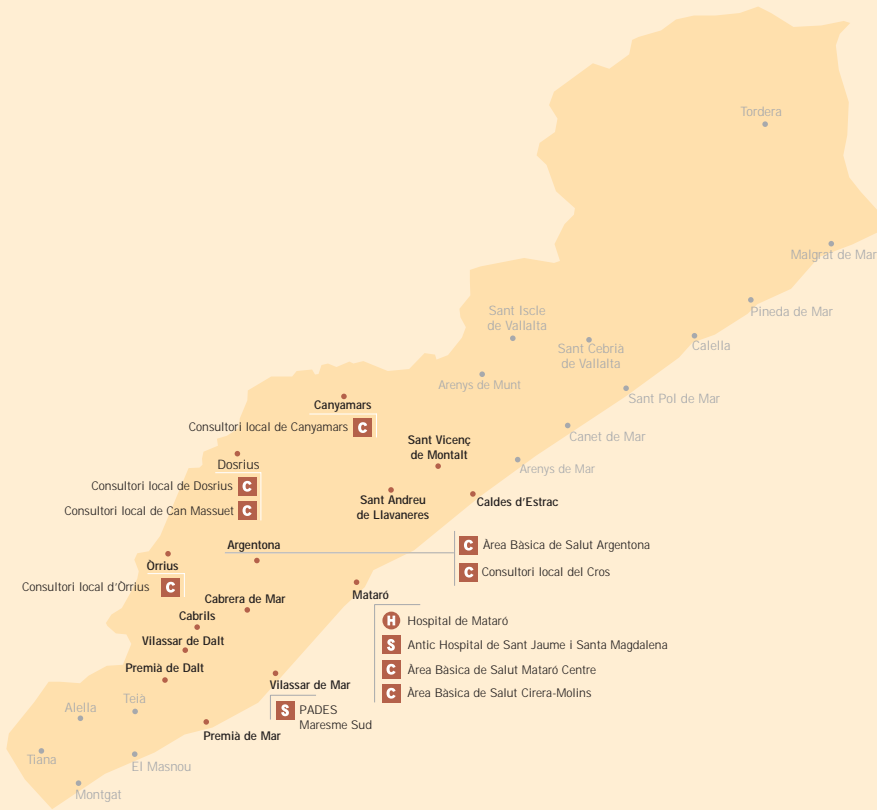 Tordera
Malgrat de Mar
Pineda de Mar
Sant Iscle
de Vallalta
Calella
Sant Cebrià
de Vallalta
Arenys de Munt
Sant Pol de Mar
Canyamars
Consultori local de Canyamars C
Canet de Mar
Sant Vicenç
de Montalt
Dosrius
Arenys de Mar
Consultori local de Dosrius C
Consultori local de Can Massuet C
Sant Andreu
de Llavaneres
Caldes d'Estrac
Argentona
C Àrea Bàsica de Salut Argentona
C Consultori local del Cros
Òrrius
Consultori local d'Òrrius C
Mataró
H Hospital de Mataró
S Antic Hospital de Sant Jaume i Santa Magdalena
C Àrea Bàsica de Salut Mataró Centre
C Àrea Bàsica de Salut Cirera-Molins
Cabrera de Mar
Cabrils
Vilassar de Dalt
Premià de Dalt
Vilassar de Mar
S PADES
Maresme Sud
Teià
Alella
Premià de Mar
Tiana
El Masnou
Montgat